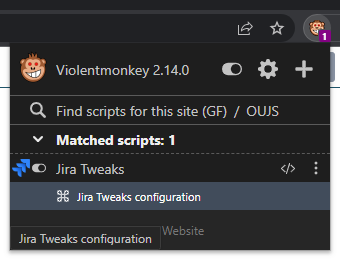 1
Violentmonkey 2.14.0
Find scripts for this site (GF) / OUJS
Matched scripts: 1
Jira Tweaks
</>
⌘ Jira Tweaks configuration
Jira Tweaks configuration
Website